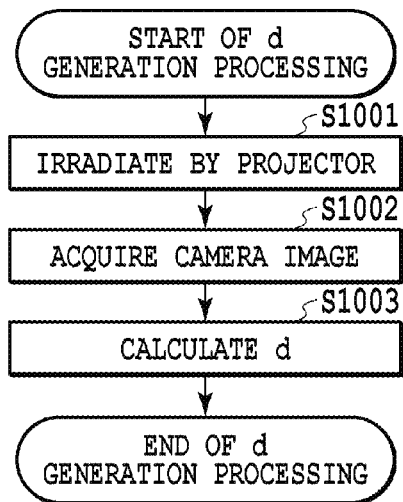 START OF d
GENERATION PROCESSING
S1001
IRRADIATE BY PROJECTOR
S1002
ACQUIRE CAMERA IMAGE
S1003
CALCULATE d
END OF d
GENERATION PROCESSING